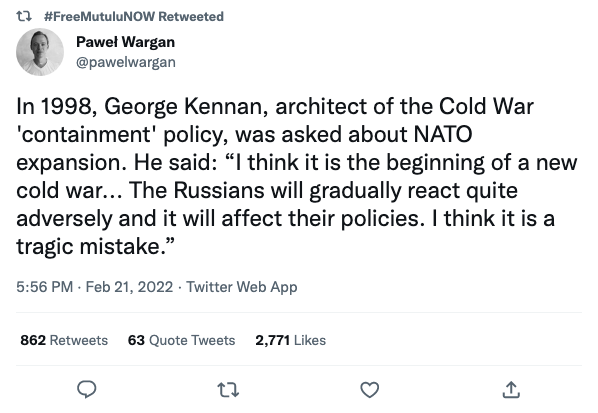 #FreeMutuluNOW Retweeted
Paweł Wargan
@pawelwargan
In 1998, George Kennan, architect of the Cold War
'containment' policy, was asked about NATO
expansion. He said: “I think it is the beginning of a new
cold war... The Russians will gradually react quite
adversely and it will affect their policies. I think it is a
tragic mistake.”
5:56 PM · Feb 21, 2022 · Twitter Web App
862 Retweets 63 Quote Tweets 2,771 Likes